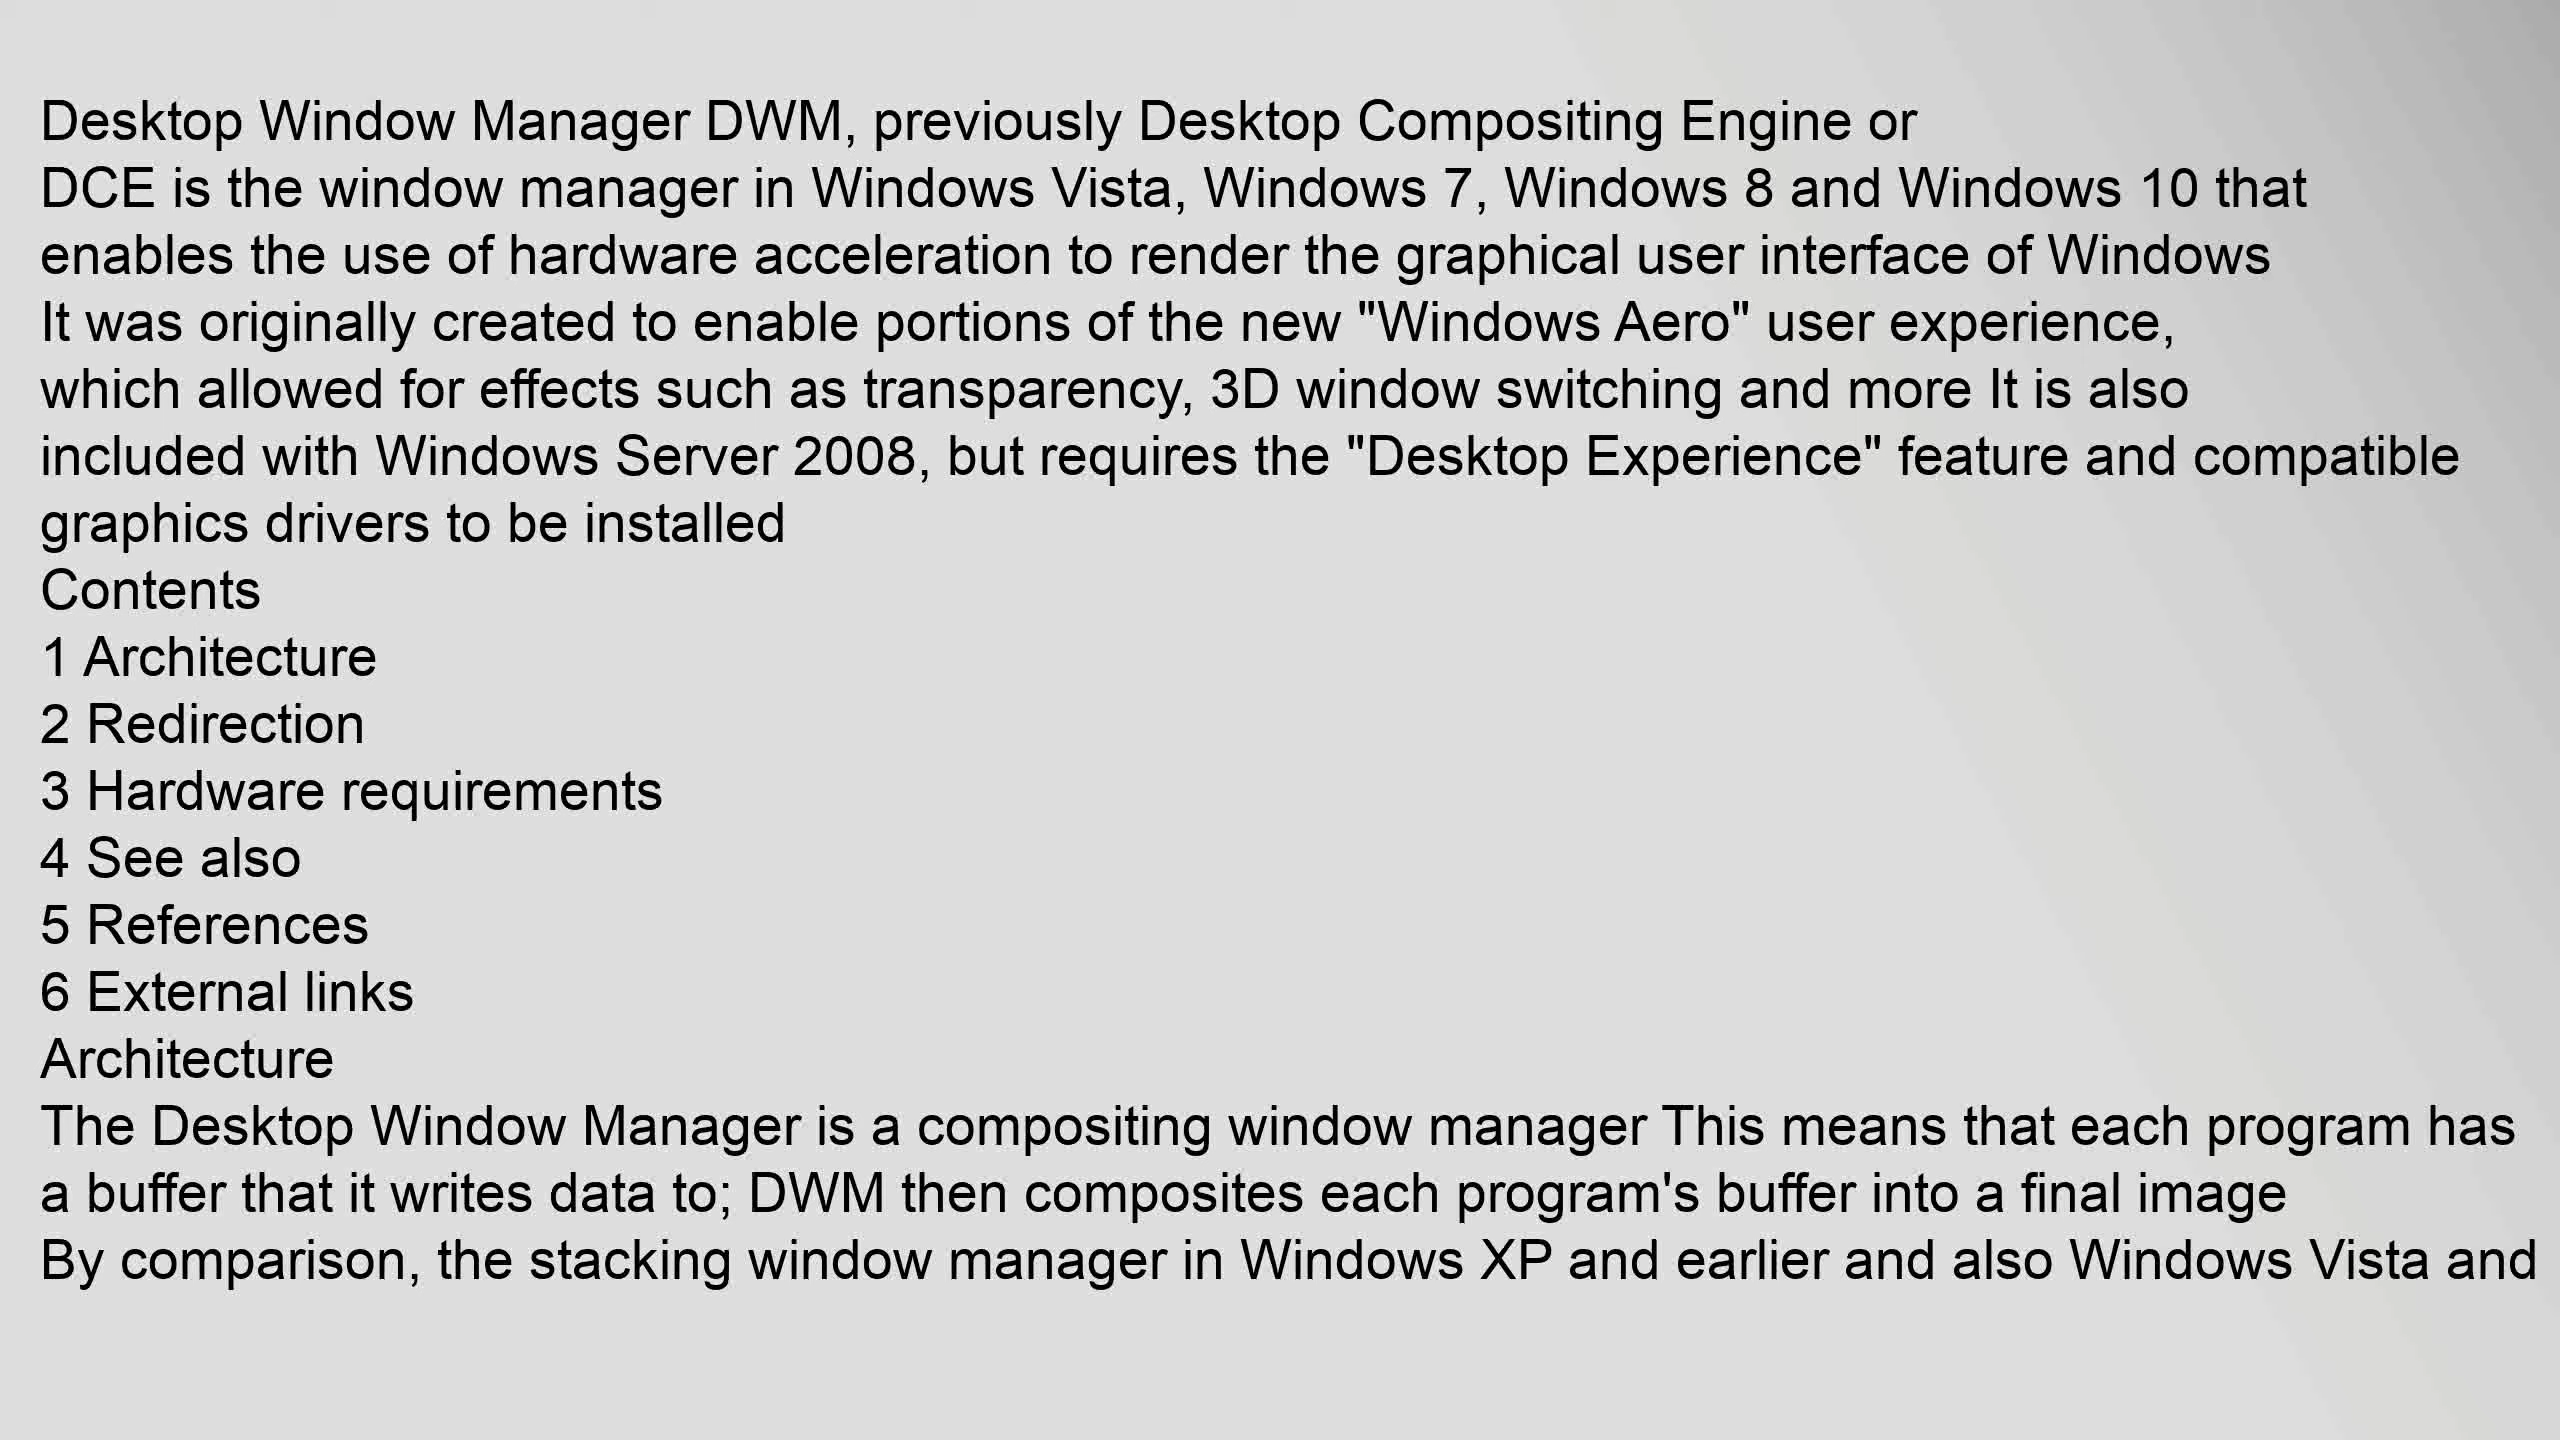 Desktop Window Manager DWM, previously Desktop Compositing Engine or
DCE is the window manager in Windows Vista, Windows 7, Windows 8 and Windows 10 that
enables the use of hardware acceleration to render the graphical user interface of Windows
It was originally created to enable portions of the new "Windows Aero" user experience,
which allowed for effects such as transparency, 3D window switching and more It is also
included with Windows Server 2008, but requires the "Desktop Experience" feature and compatible
graphics drivers to be installed
Contents
1 Architecture
2 Redirection
3 Hardware requirements
4 See also
5 References
6 External links
Architecture
The Desktop Window Manager is a compositing window manager This means that each program has
a buffer that it writes data to; DWM then composites each program's buffer into a final image
By comparison, the stacking window manager in Windows XP and earlier and also Windows Vista and